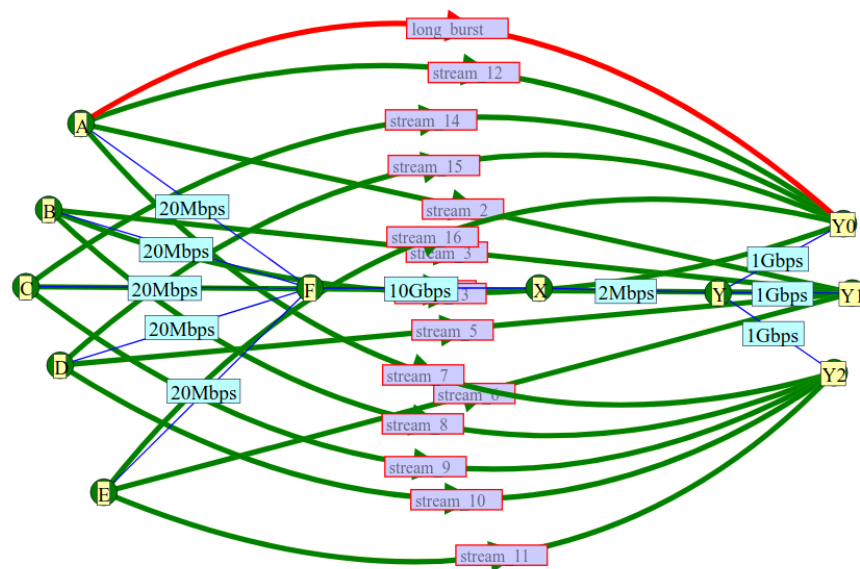 long_burst
stream_12
A
stream_14
stream_15
20Mbps
B
stream_2
Y0
stream_16
20Mbps
stream_3
1Gbps
C
20Mbps
F
10Gbps
X
2Mbps
Y
1Gbps
Y1
20Mbps
stream_5
1Gbps
D
stream_7
Y2
20Mbps
stream_8
stream_9
E
stream_10
stream_11